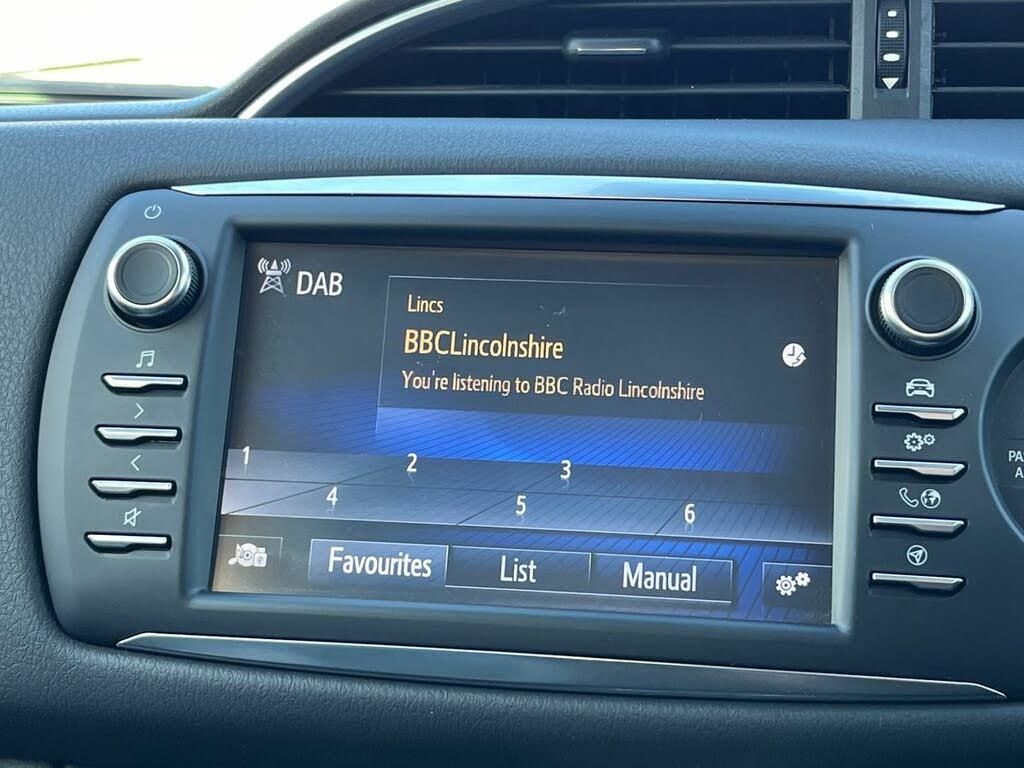 DAB
Lincs
BBCLincolnshire
You're listening to BBC Radio Lincolnshire
1 2 3
4 5 6
Favourites List Manual